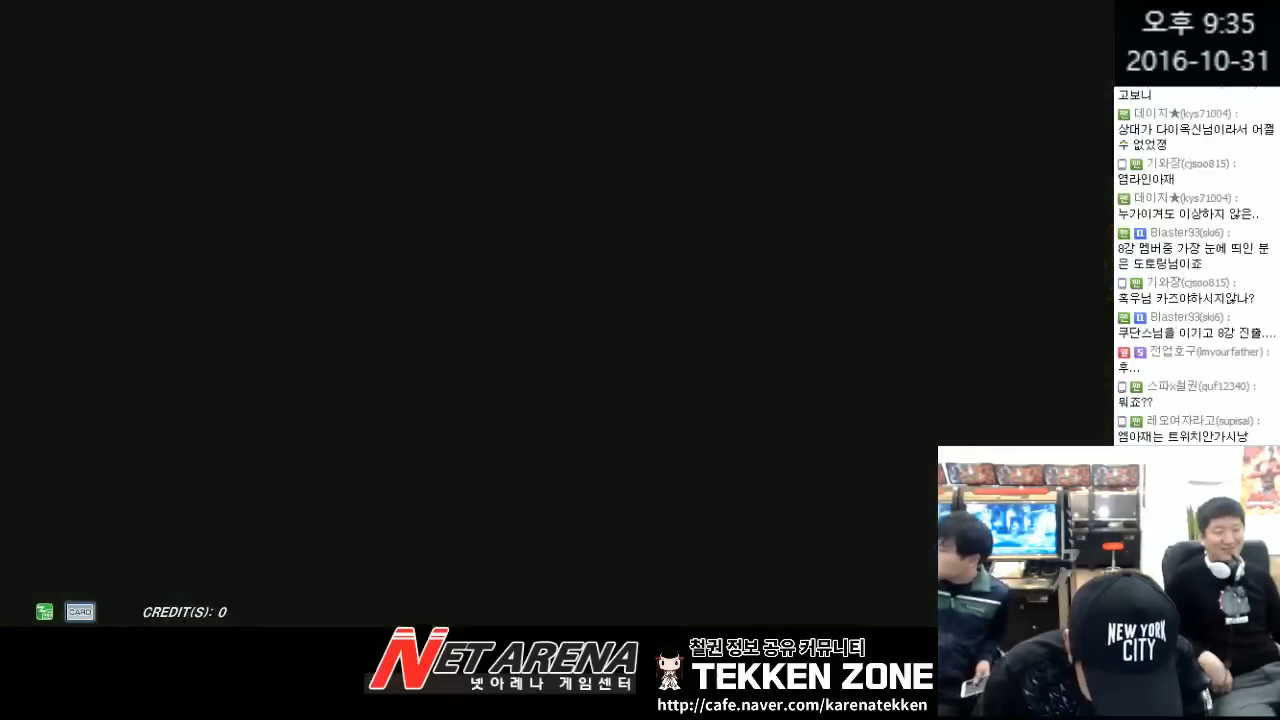 오후 9:35
2016-10-31
고보니
데이지★(kys71004) :
상대가 다이옥신님이라서 어쩔
수 없었쟁
기와장(cjsoo815) :
염라인아재
데이지★(kys71004) :
누가이겨도 이상하지 않은..
Blaster93(ski6) :
8강 멤버중 가장 눈에 띄인 분
은 도토링님이죠
기와장(cjsoo815) :
혹우님 카즈야하시지않나?
Blaster93(ski6) :
쿠단스님을 이기고 8강 진출....
전업호구(imyourfather) :
후...
스파x철권(quf12340) :
뭐죠??
레오여자라고(supisai) :
엠아재는 트위치안가시낭
CARD
CREDIT(S): 0
NET ARENA
넷아레나 게임센터
철권 정보 공유 커뮤니티
TEKKEN ZONE
http://cafe.naver.com/karenatekken
NEW YORK
CITY